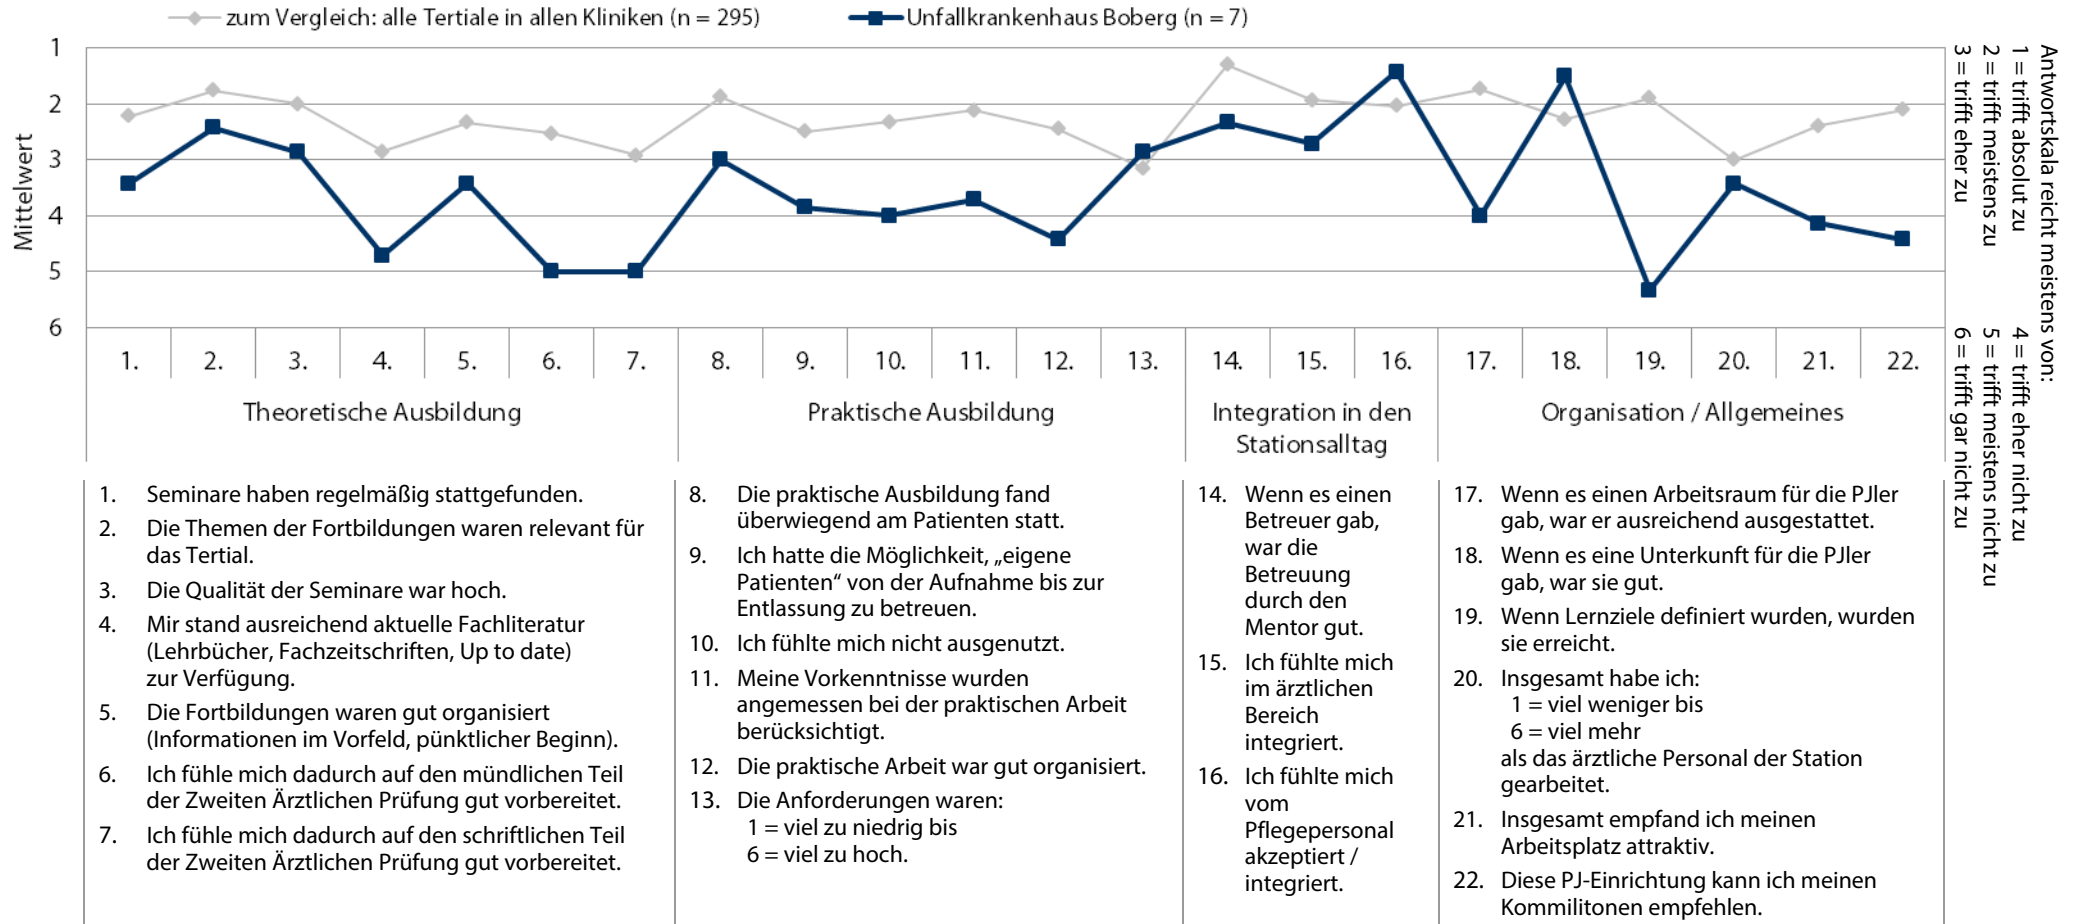 zum Vergleich: alle Tertiale in allen Kliniken (n = 295)
Unfallkrankenhaus Boberg (n = 7)
Mittelwert
1
2
3
4
5
6
Antwortskala reicht meistens von:
1 = trifft absolut zu
2 = trifft meistens zu
3 = trifft eher zu
4 = trifft eher nicht zu
5 = trifft meistens nicht zu
6 = trifft gar nicht zu
1. 2. 3. 4. 5. 6. 7. 8. 9. 10. 11. 12. 13. 14. 15. 16. 17. 18. 19. 20. 21. 22.
Theoretische Ausbildung
Praktische Ausbildung
Integration in den
Stationsalltag
Organisation / Allgemeines
1. Seminare haben regelmäßig stattgefunden.
2. Die Themen der Fortbildungen waren relevant für
das Tertial.
3. Die Qualität der Seminare war hoch.
4. Mir stand ausreichend aktuelle Fachliteratur
(Lehrbücher, Fachzeitschriften, Up to date)
zur Verfügung.
5. Die Fortbildungen waren gut organisiert
(Informationen im Vorfeld, pünktlicher Beginn).
6. Ich fühle mich dadurch auf den mündlichen Teil
der Zweiten Ärztlichen Prüfung gut vorbereitet.
7. Ich fühle mich dadurch auf den schriftlichen Teil
der Zweiten Ärztlichen Prüfung gut vorbereitet.
8. Die praktische Ausbildung fand
überwiegend am Patienten statt.
9. Ich hatte die Möglichkeit, „eigene
Patienten“ von der Aufnahme bis zur
Entlassung zu betreuen.
10. Ich fühlte mich nicht ausgenutzt.
11. Meine Vorkenntnisse wurden
angemessen bei der praktischen Arbeit
berücksichtigt.
12. Die praktische Arbeit war gut organisiert.
13. Die Anforderungen waren:
1 = viel zu niedrig bis
6 = viel zu hoch.
14. Wenn es einen
Betreuer gab,
war die
Betreuung
durch den
Mentor gut.
15. Ich fühlte mich
im ärztlichen
Bereich
integriert.
16. Ich fühlte mich
vom
Pflegepersonal
akzeptiert /
integriert.
17. Wenn es einen Arbeitsraum für die PJler
gab, war er ausreichend ausgestattet.
18. Wenn es eine Unterkunft für die PJler
gab, war sie gut.
19. Wenn Lernziele definiert wurden, wurden
sie erreicht.
20. Insgesamt habe ich:
1 = viel weniger bis
6 = viel mehr
als das ärztliche Personal der Station
gearbeitet.
21. Insgesamt empfand ich meinen
Arbeitsplatz attraktiv.
22. Diese PJ-Einrichtung kann ich meinen
Kommilitonen empfehlen.